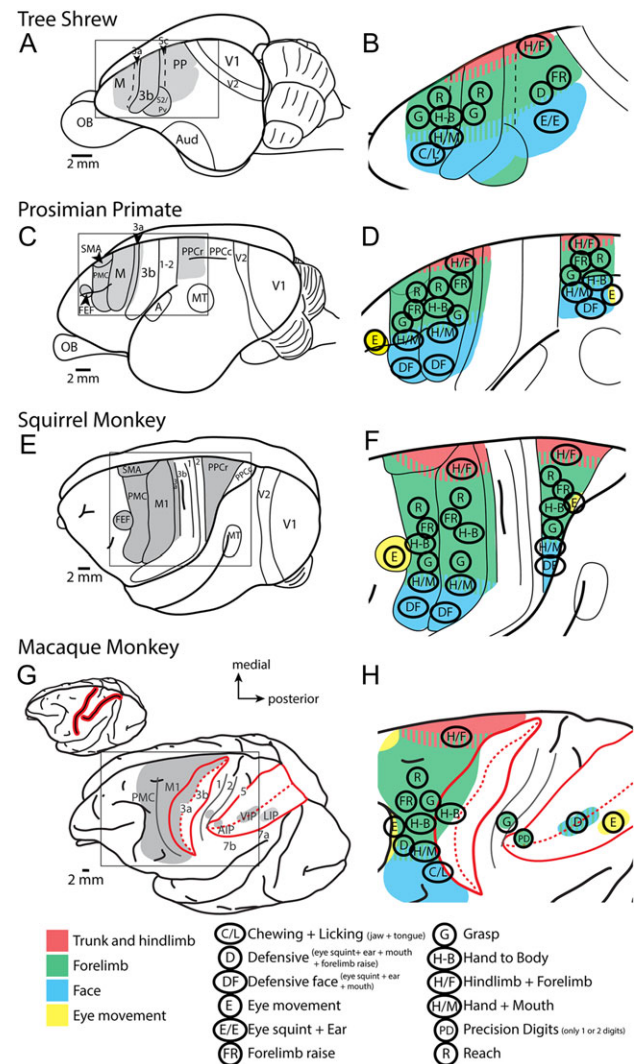 Tree Shrew
A
3a
5c
M
PP
3b
S2/
Pv
V1
V2
OB
Aud
2 mm
B
H/F
R
R
FR
G
H-B
G
D
H/M
E/E
C/L
Prosimian Primate
C
3a
SMA
PMC
M
3b
1-2
PPCr
PPCc
V2
V1
FEF
A
MT
OB
2 mm
D
H/F
R
R
FR
FR
H-B
G
G
E
H/M
H/M
DF
DF
H/F
FR
R
G
H-B
H/M
DF
E
Squirrel Monkey
E
SMA
PMC
M1
3b
1
2
PPCr
PPCc
FEF
MT
V2
V1
2 mm
F
H/F
R
R
FR
FR
H-B
H-B
E
G
G
H/M
H/M
DF
DF
H/F
R
FR
H-B
E
G
H/M
DF
Macaque Monkey
G
medial
posterior
PMC
M1
3a
3b
1
2
5
AIP
VIP
LIP
7b
7a
2 mm
H
H/F
R
FR
G
E
H-B
H-B
D
H/M
C/L
G
PD
D
E
Trunk and hindlimb
Forelimb
Face
Eye movement
C/L Chewing + Licking (jaw + tongue)
D Defensive (eye squint + ear + mouth
+ forelimb raise)
DF Defensive face (eye squint + ear
+ mouth)
E Eye movement
E/E Eye squint + Ear
FR Forelimb raise
G Grasp
H-B Hand to Body
H/F Hindlimb + Forelimb
H/M Hand + Mouth
PD Precision Digits (only 1 or 2 digits)
R Reach